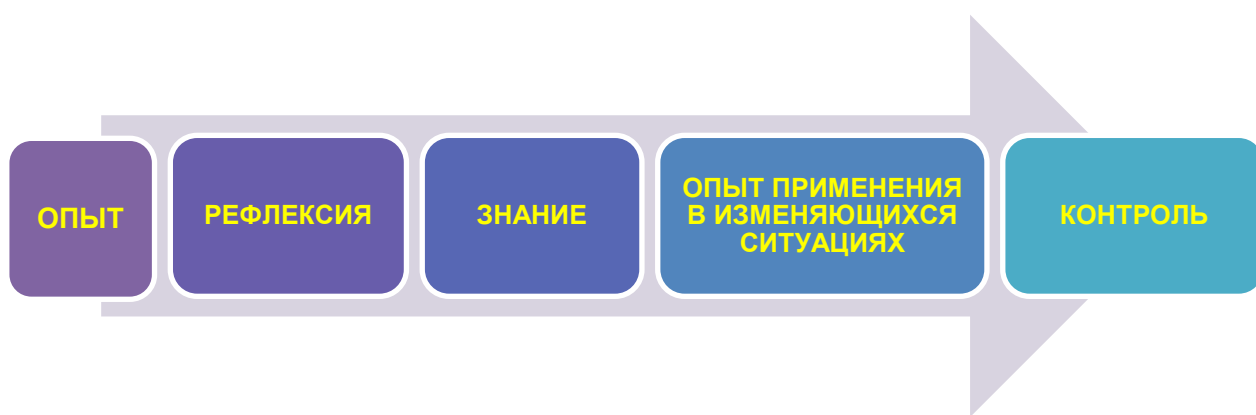 ОПЫТ
РЕФЛЕКСИЯ
ЗНАНИЕ
ОПЫТ ПРИМЕНЕНИЯ
В ИЗМЕНЯЮЩИХСЯ
СИТУАЦИЯХ
КОНТРОЛЬ